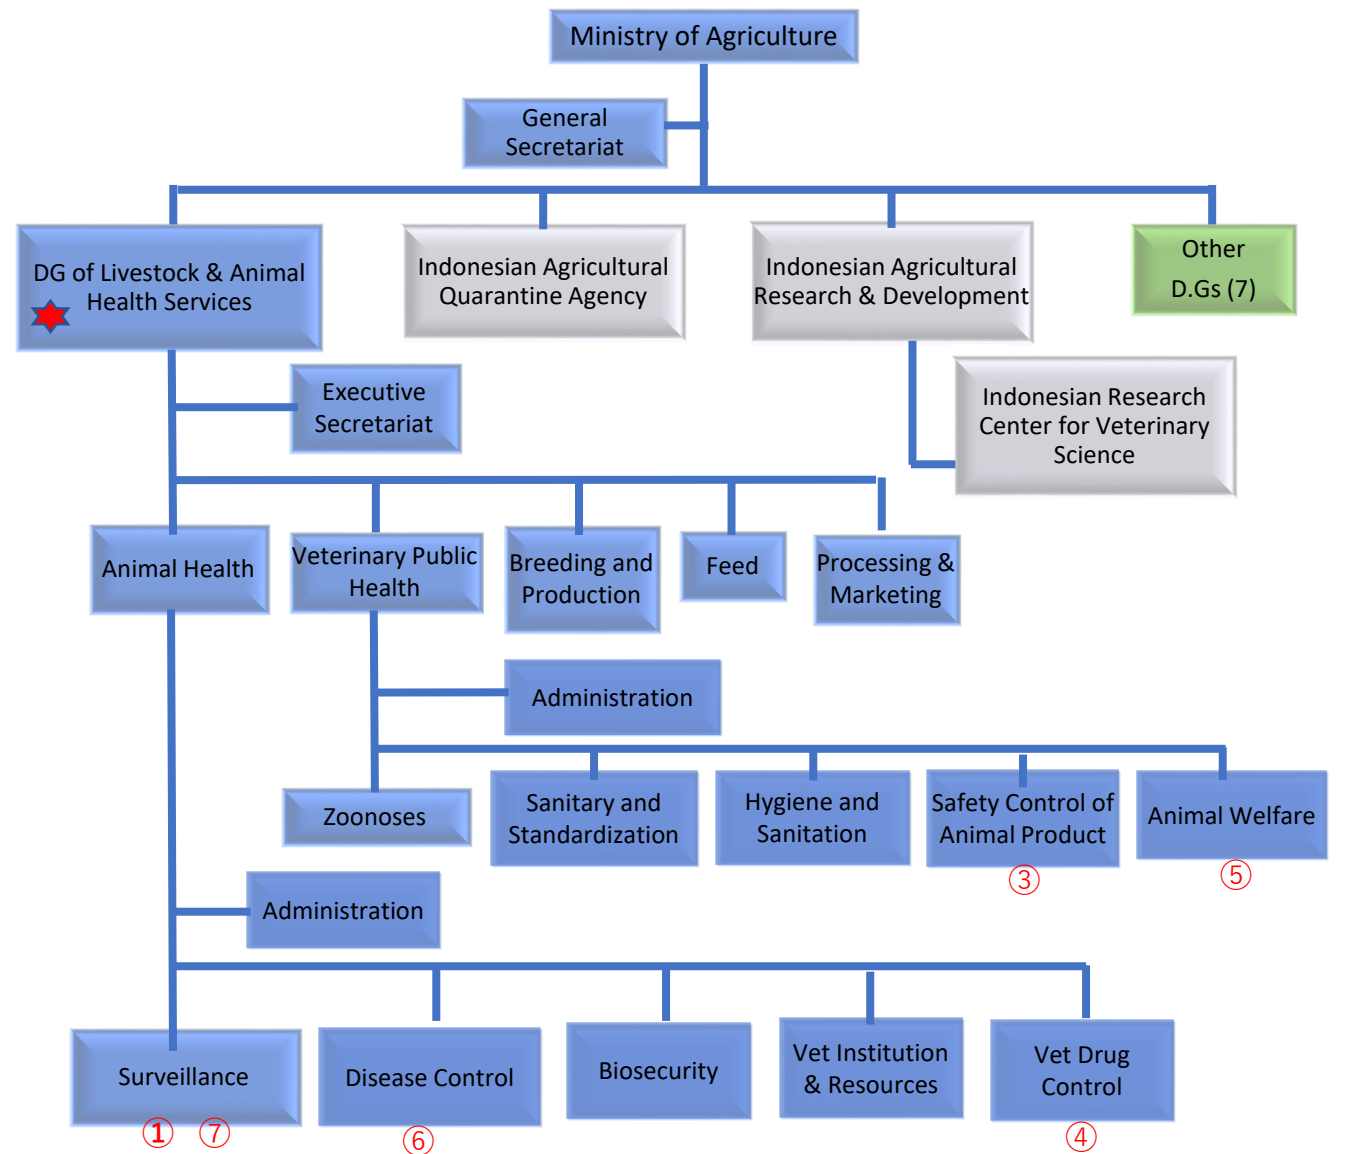 Ministry of Agriculture
General
Secretariat
DG of Livestock & Animal
Health Services
Indonesian Agricultural
Quarantine Agency
Indonesian Agricultural
Research & Development
Other
D.Gs (7)
Executive
Secretariat
Indonesian Research
Center for Veterinary
Science
Animal Health
Veterinary Public
Health
Breeding and
Production
Feed
Processing &
Marketing
Administration
Zoonoses
Sanitary and
Standardization
Hygiene and
Sanitation
Safety Control of
Animal Product
③
Animal Welfare
⑤
Administration
Surveillance
① ⑦
Disease Control
⑥
Biosecurity
Vet Institution
& Resources
Vet Drug
Control
④